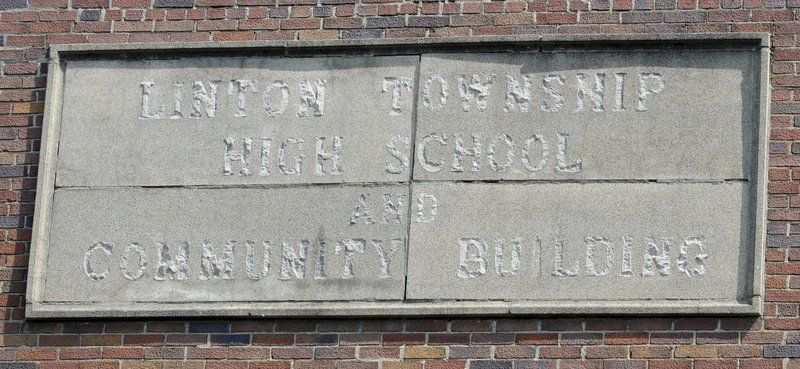 LINTON TOWNSHIP
HIGH SCHOOL
AND
COMMUNITY BUILDING